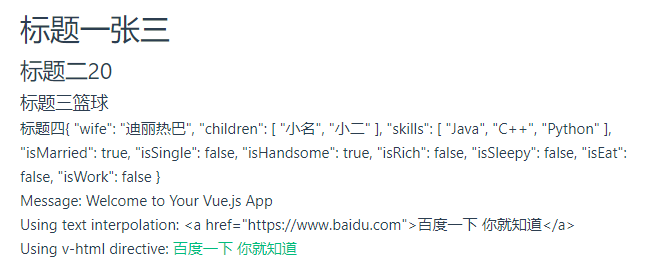 标题一张三
标题二20
标题三篮球
标题四{ "wife": "迪丽热巴", "children": [ "小名", "小二" ], "skills": [ "Java", "C++", "Python" ],
"isMarried": true, "isSingle": false, "isHandsome": true, "isRich": false, "isSleepy": false, "isEat":
false, "isWork": false }
Message: Welcome to Your Vue.js App
Using text interpolation: <a href="https://www.baidu.com">百度一下 你就知道</a>
Using v-html directive: 百度一下 你就知道